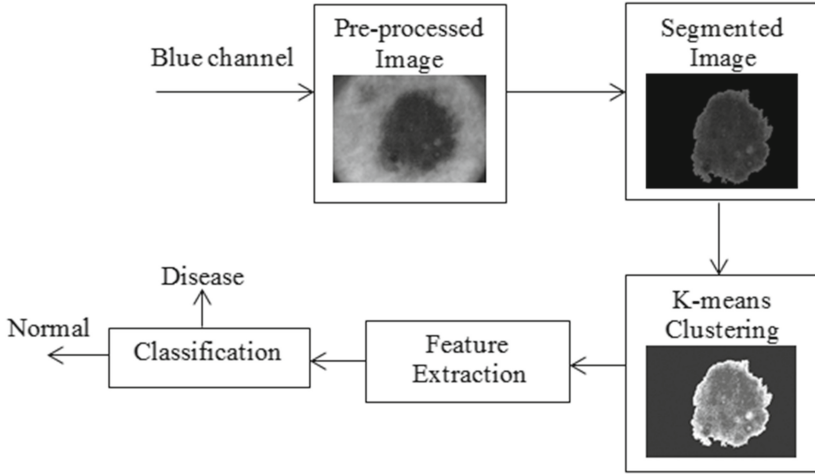 Blue channel
Pre-processed
Image
Segmented
Image
K-means
Clustering
Feature
Extraction
Classification
Disease
Normal